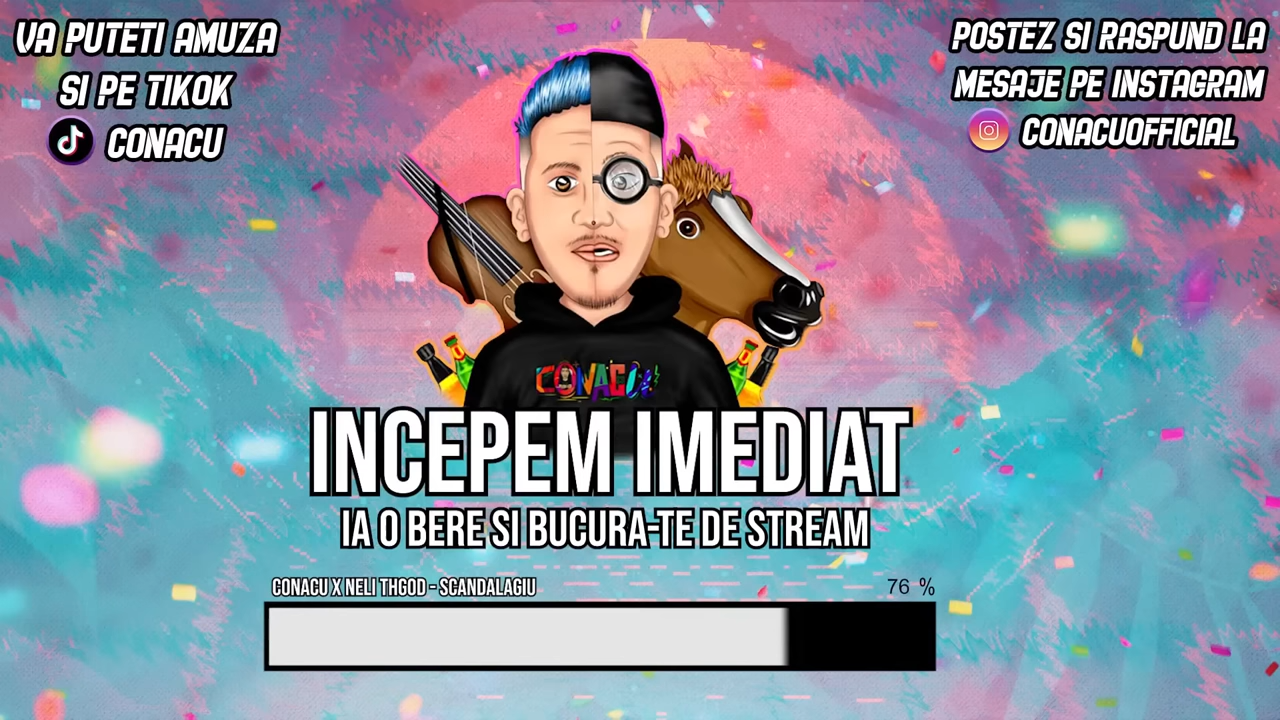 VA PUTETI AMUZA
SI PE TIKOK
CONACU
POSTEZ SI RASPUND LA
MESAJE PE INSTAGRAM
CONACUOFFICIAL
CONACU
INCEPEM IMEDIAT
IA O BERE SI BUCURA-TE DE STREAM
CONACU X NELI THGOD - SCANDALAGIU
76 %